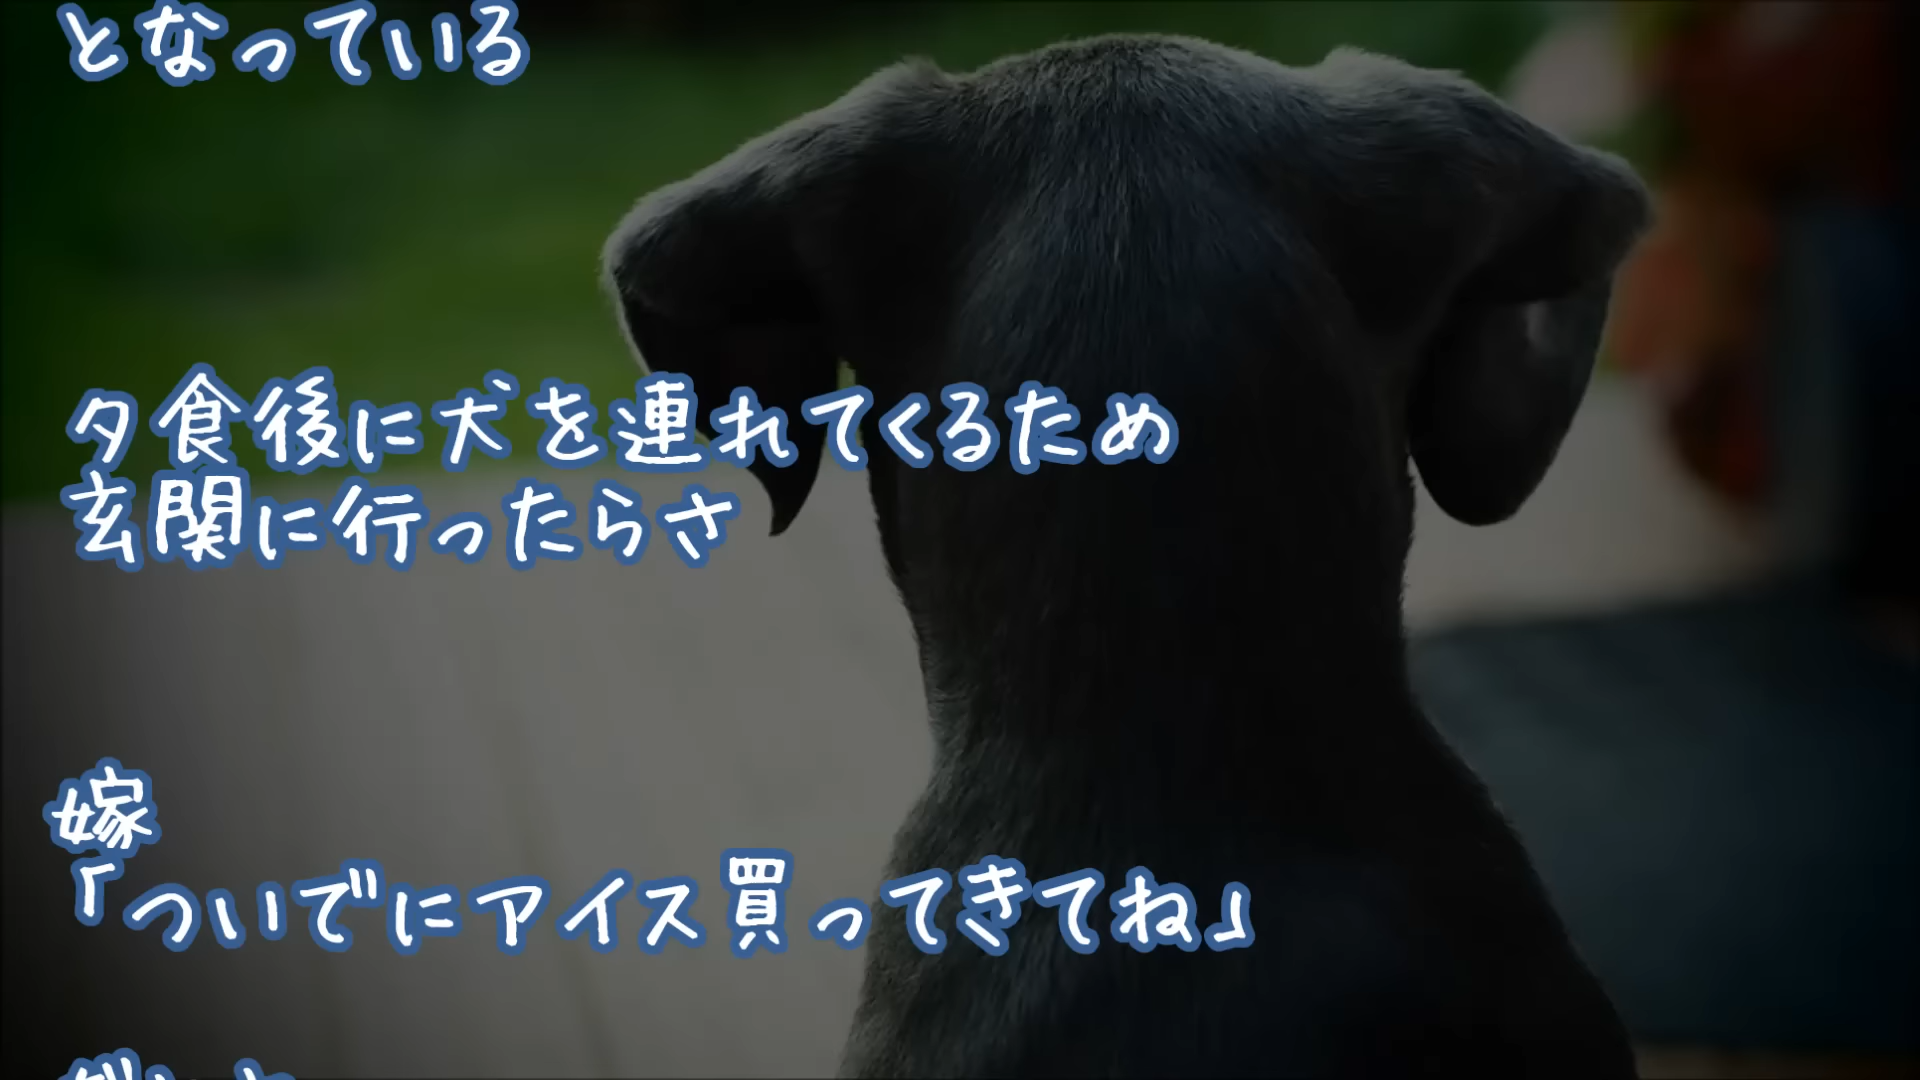 となっている
夕食後に犬を連れてくるため
玄関に行ったらさ
嫁
「ついでにアイス買ってきてね」